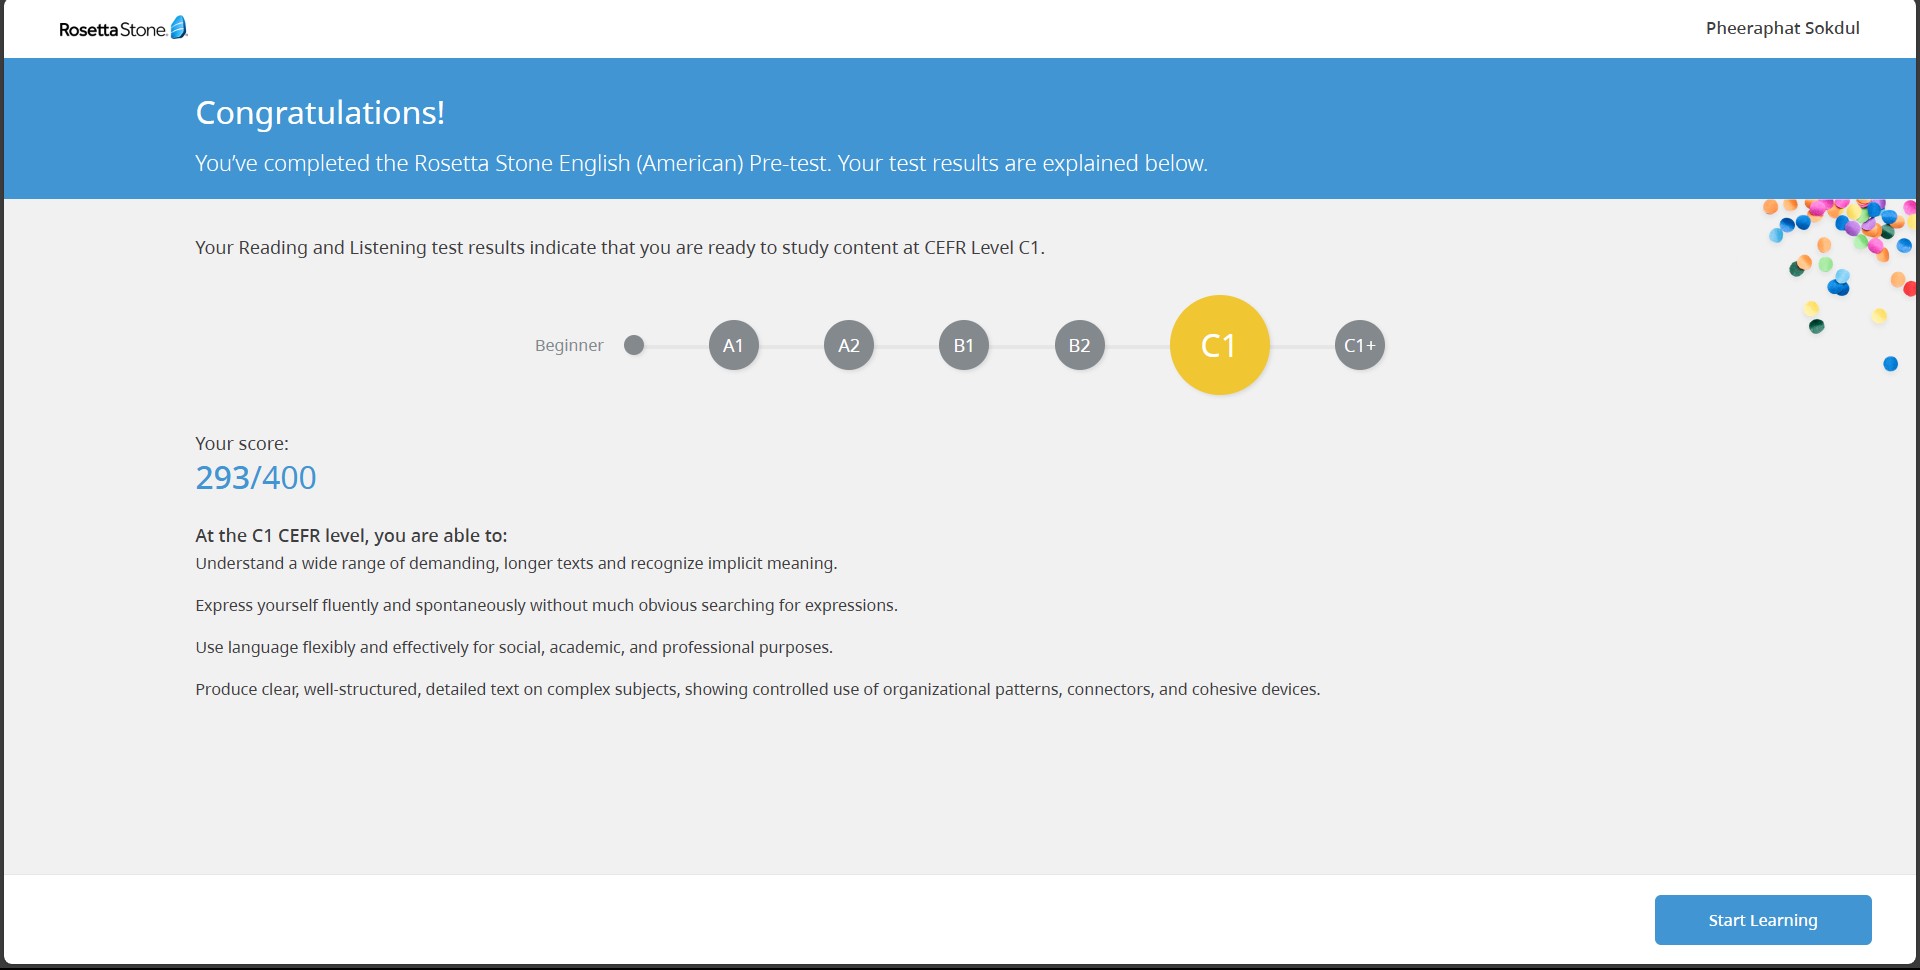 Rosetta Stone
Pheeraphat Sokdul
Congratulations!
You've completed the Rosetta Stone English (American) Pre-test. Your test results are explained below.
Your Reading and Listening test results indicate that you are ready to study content at CEFR Level C1.
Beginner A1 A2 B1 B2 C1 C1+
Your score:
293/400
At the C1 CEFR level, you are able to:
Understand a wide range of demanding, longer texts and recognize implicit meaning.
Express yourself fluently and spontaneously without much obvious searching for expressions.
Use language flexibly and effectively for social, academic, and professional purposes.
Produce clear, well-structured, detailed text on complex subjects, showing controlled use of organizational patterns, connectors, and cohesive devices.
Start Learning